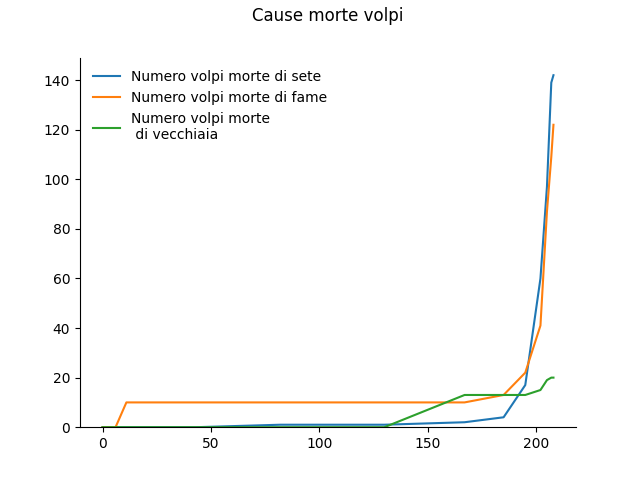 Cause morte volpi
Numero volpi morte di sete
Numero volpi morte di fame
Numero volpi morte
di vecchiaia
140
120
100
80
60
40
20
0
0 50 100 150 200